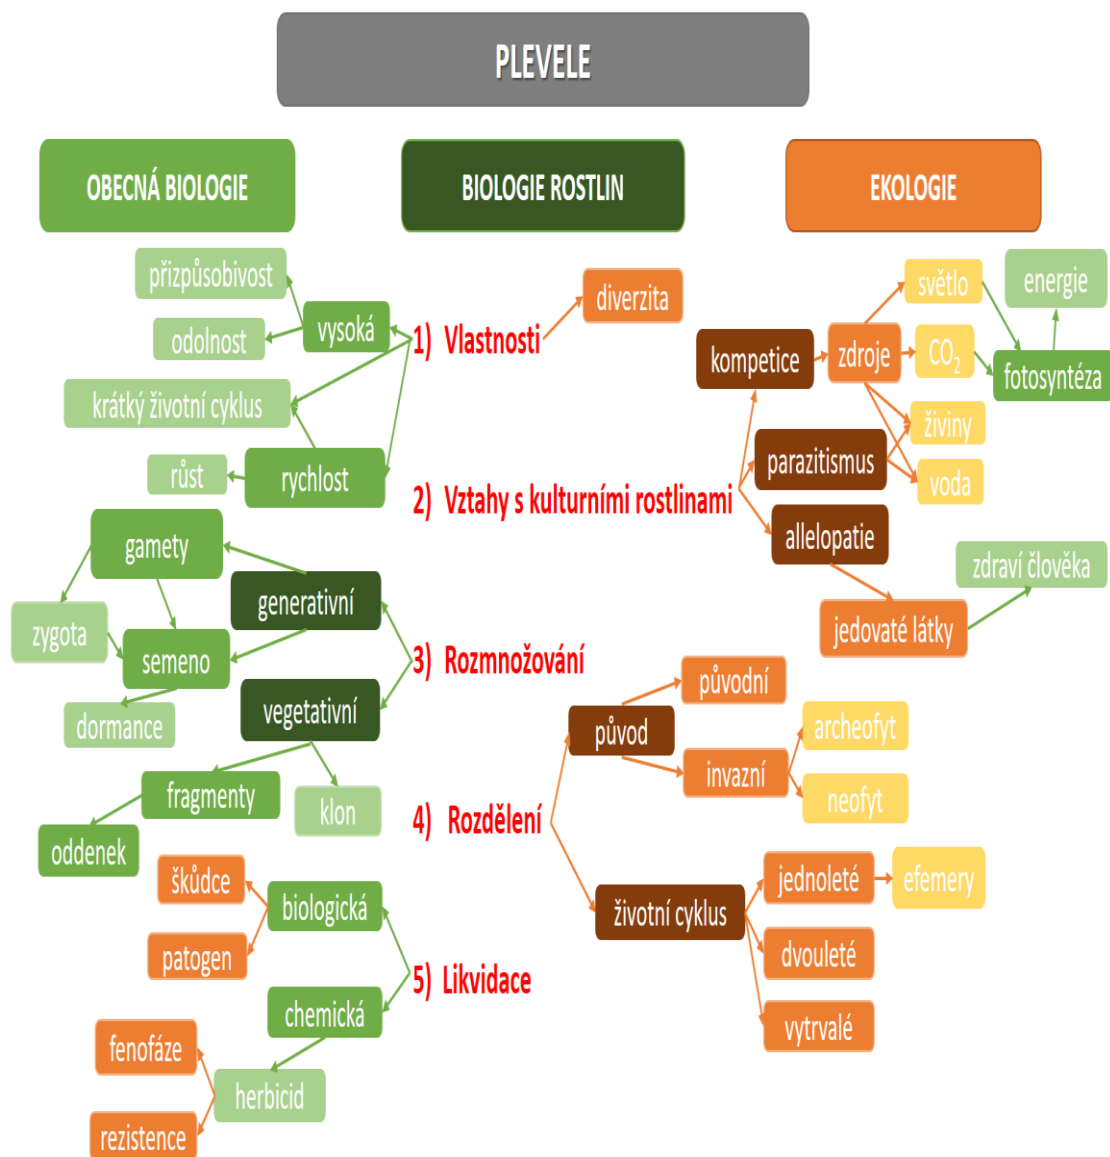 PLEVELE
OBECNÁ BIOLOGIE
BIOLOGIE ROSTLIN
EKOLOGIE
přizpůsobivost
odolnost
vysoká
krátký životní cyklus
růst
rychlost
1) Vlastnosti
diverzita
2) Vztahy s kulturními rostlinami
kompetice
zdroje
světlo
CO₂
živiny
voda
energie
fotosyntéza
parazitismus
allelopatie
jedovaté látky
zdraví člověka
gamety
generativní
zygota
semeno
dormance
3) Rozmnožování
vegetativní
fragmenty
klon
oddenek
4) Rozdělení
původ
původní
invazní
archeofyt
neofyt
životní cyklus
jednoleté
efemery
dvouleté
vytrvalé
5) Likvidace
biologická
škůdce
patogen
chemická
herbicid
fenofáze
rezistence